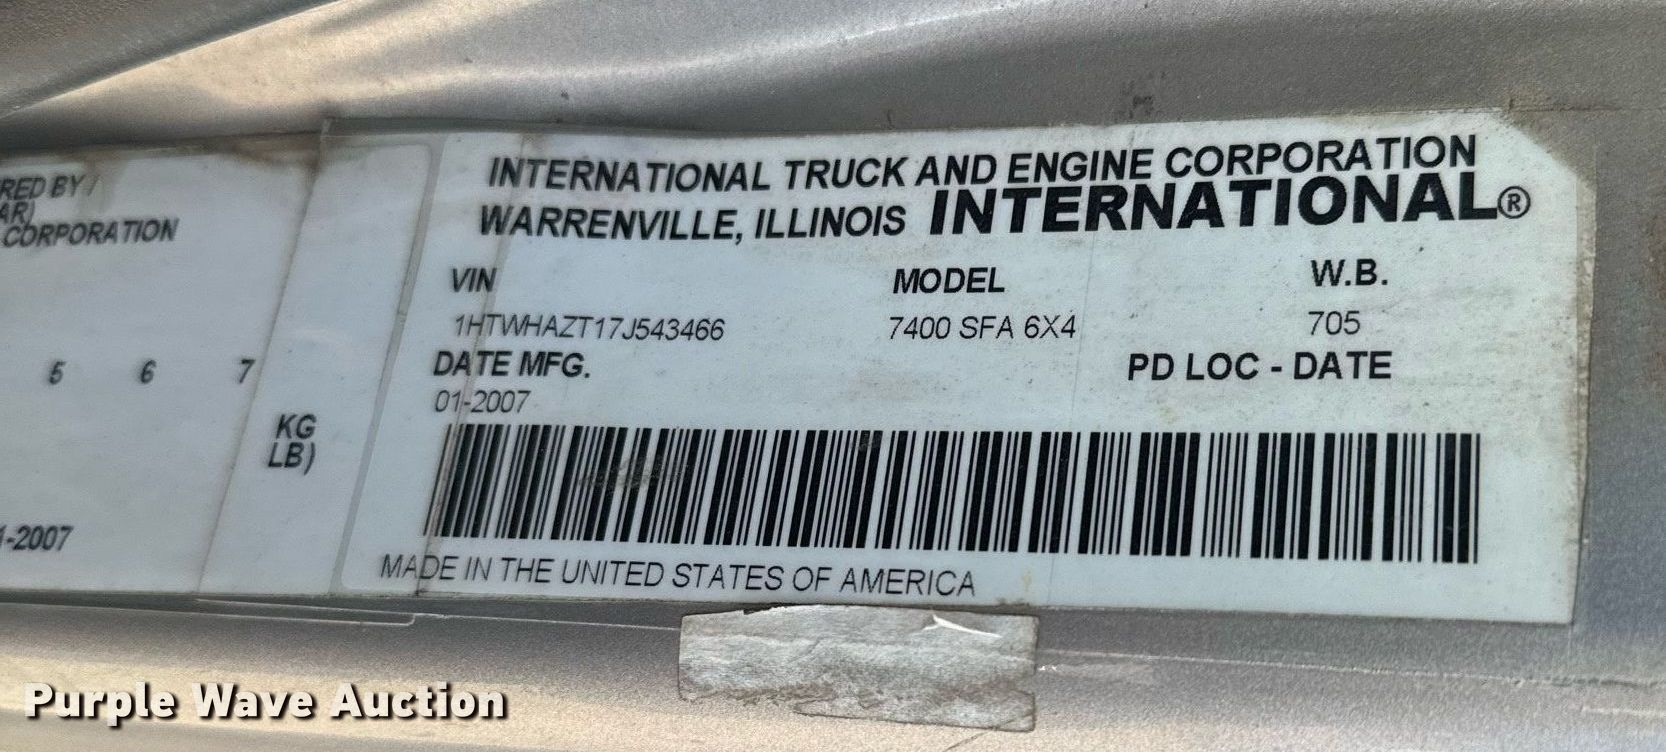 RED BY /
AR)
CORPORATION
5 6 7
KG
LB)
-2007
INTERNATIONAL TRUCK AND ENGINE CORPORATION
WARRENVILLE, ILLINOIS INTERNATIONAL®
VIN MODEL W.B.
1HTWHAZT17J543466 7400 SFA 6X4 705
DATE MFG. PD LOC - DATE
01-2007
MADE IN THE UNITED STATES OF AMERICA
Purple Wave Auction